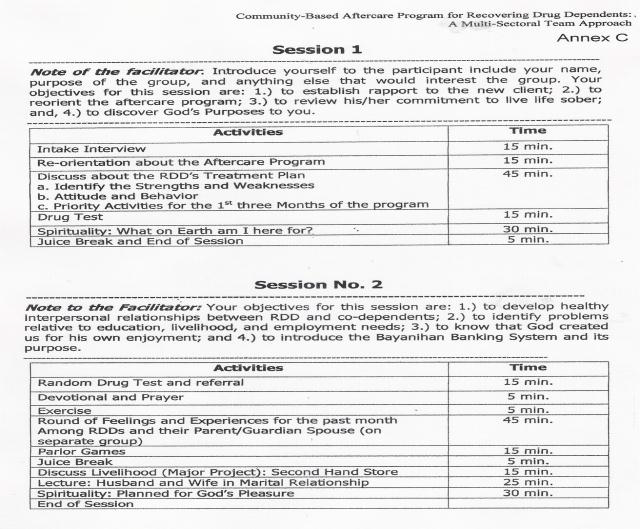 Community-Based Aftercare Program for Recovering Drug Dependents:
A Multi-Sectoral Team Approach
Annex C
Session 1
Note of the facilitator: Introduce yourself to the participant include your name,
purpose of the group, and anything else that would interest the group. Your
objectives for this session are: 1.) to establish rapport to the new client; 2.) to
reorient the aftercare program; 3.) to review his/her commitment to live life sober;
and, 4.) to discover God's Purposes to you.
Activities Time
Intake Interview 15 min.
Re-orientation about the Aftercare Program 15 min.
Discuss about the RDD's Treatment Plan 45 min.
a. Identify the Strengths and Weaknesses
b. Attitude and Behavior
c. Priority Activities for the 1st three Months of the program
Drug Test 15 min.
Spirituality: What on Earth am I here for? 30 min.
Juice Break and End of Session 5 min.
Session No. 2
Note to the Facilitator: Your objectives for this session are: 1.) to develop healthy
interpersonal relationships between RDD and co-dependents; 2.) to identify problems
relative to education, livelihood, and employment needs; 3.) to know that God created
us for his own enjoyment; and 4.) to introduce the Bayanihan Banking System and its
purpose.
Activities Time
Random Drug Test and referral 15 min.
Devotional and Prayer 5 min.
Exercise 5 min.
Round of Feelings and Experiences for the past month 45 min.
Among RDDs and their Parent/Guardian Spouse (on
separate group)
Parlor Games 15 min.
Juice Break 5 min.
Discuss Livelihood (Major Project): Second Hand Store 15 min.
Lecture: Husband and Wife in Marital Relationship 25 min.
Spirituality: Planned for God's Pleasure 30 min.
End of Session